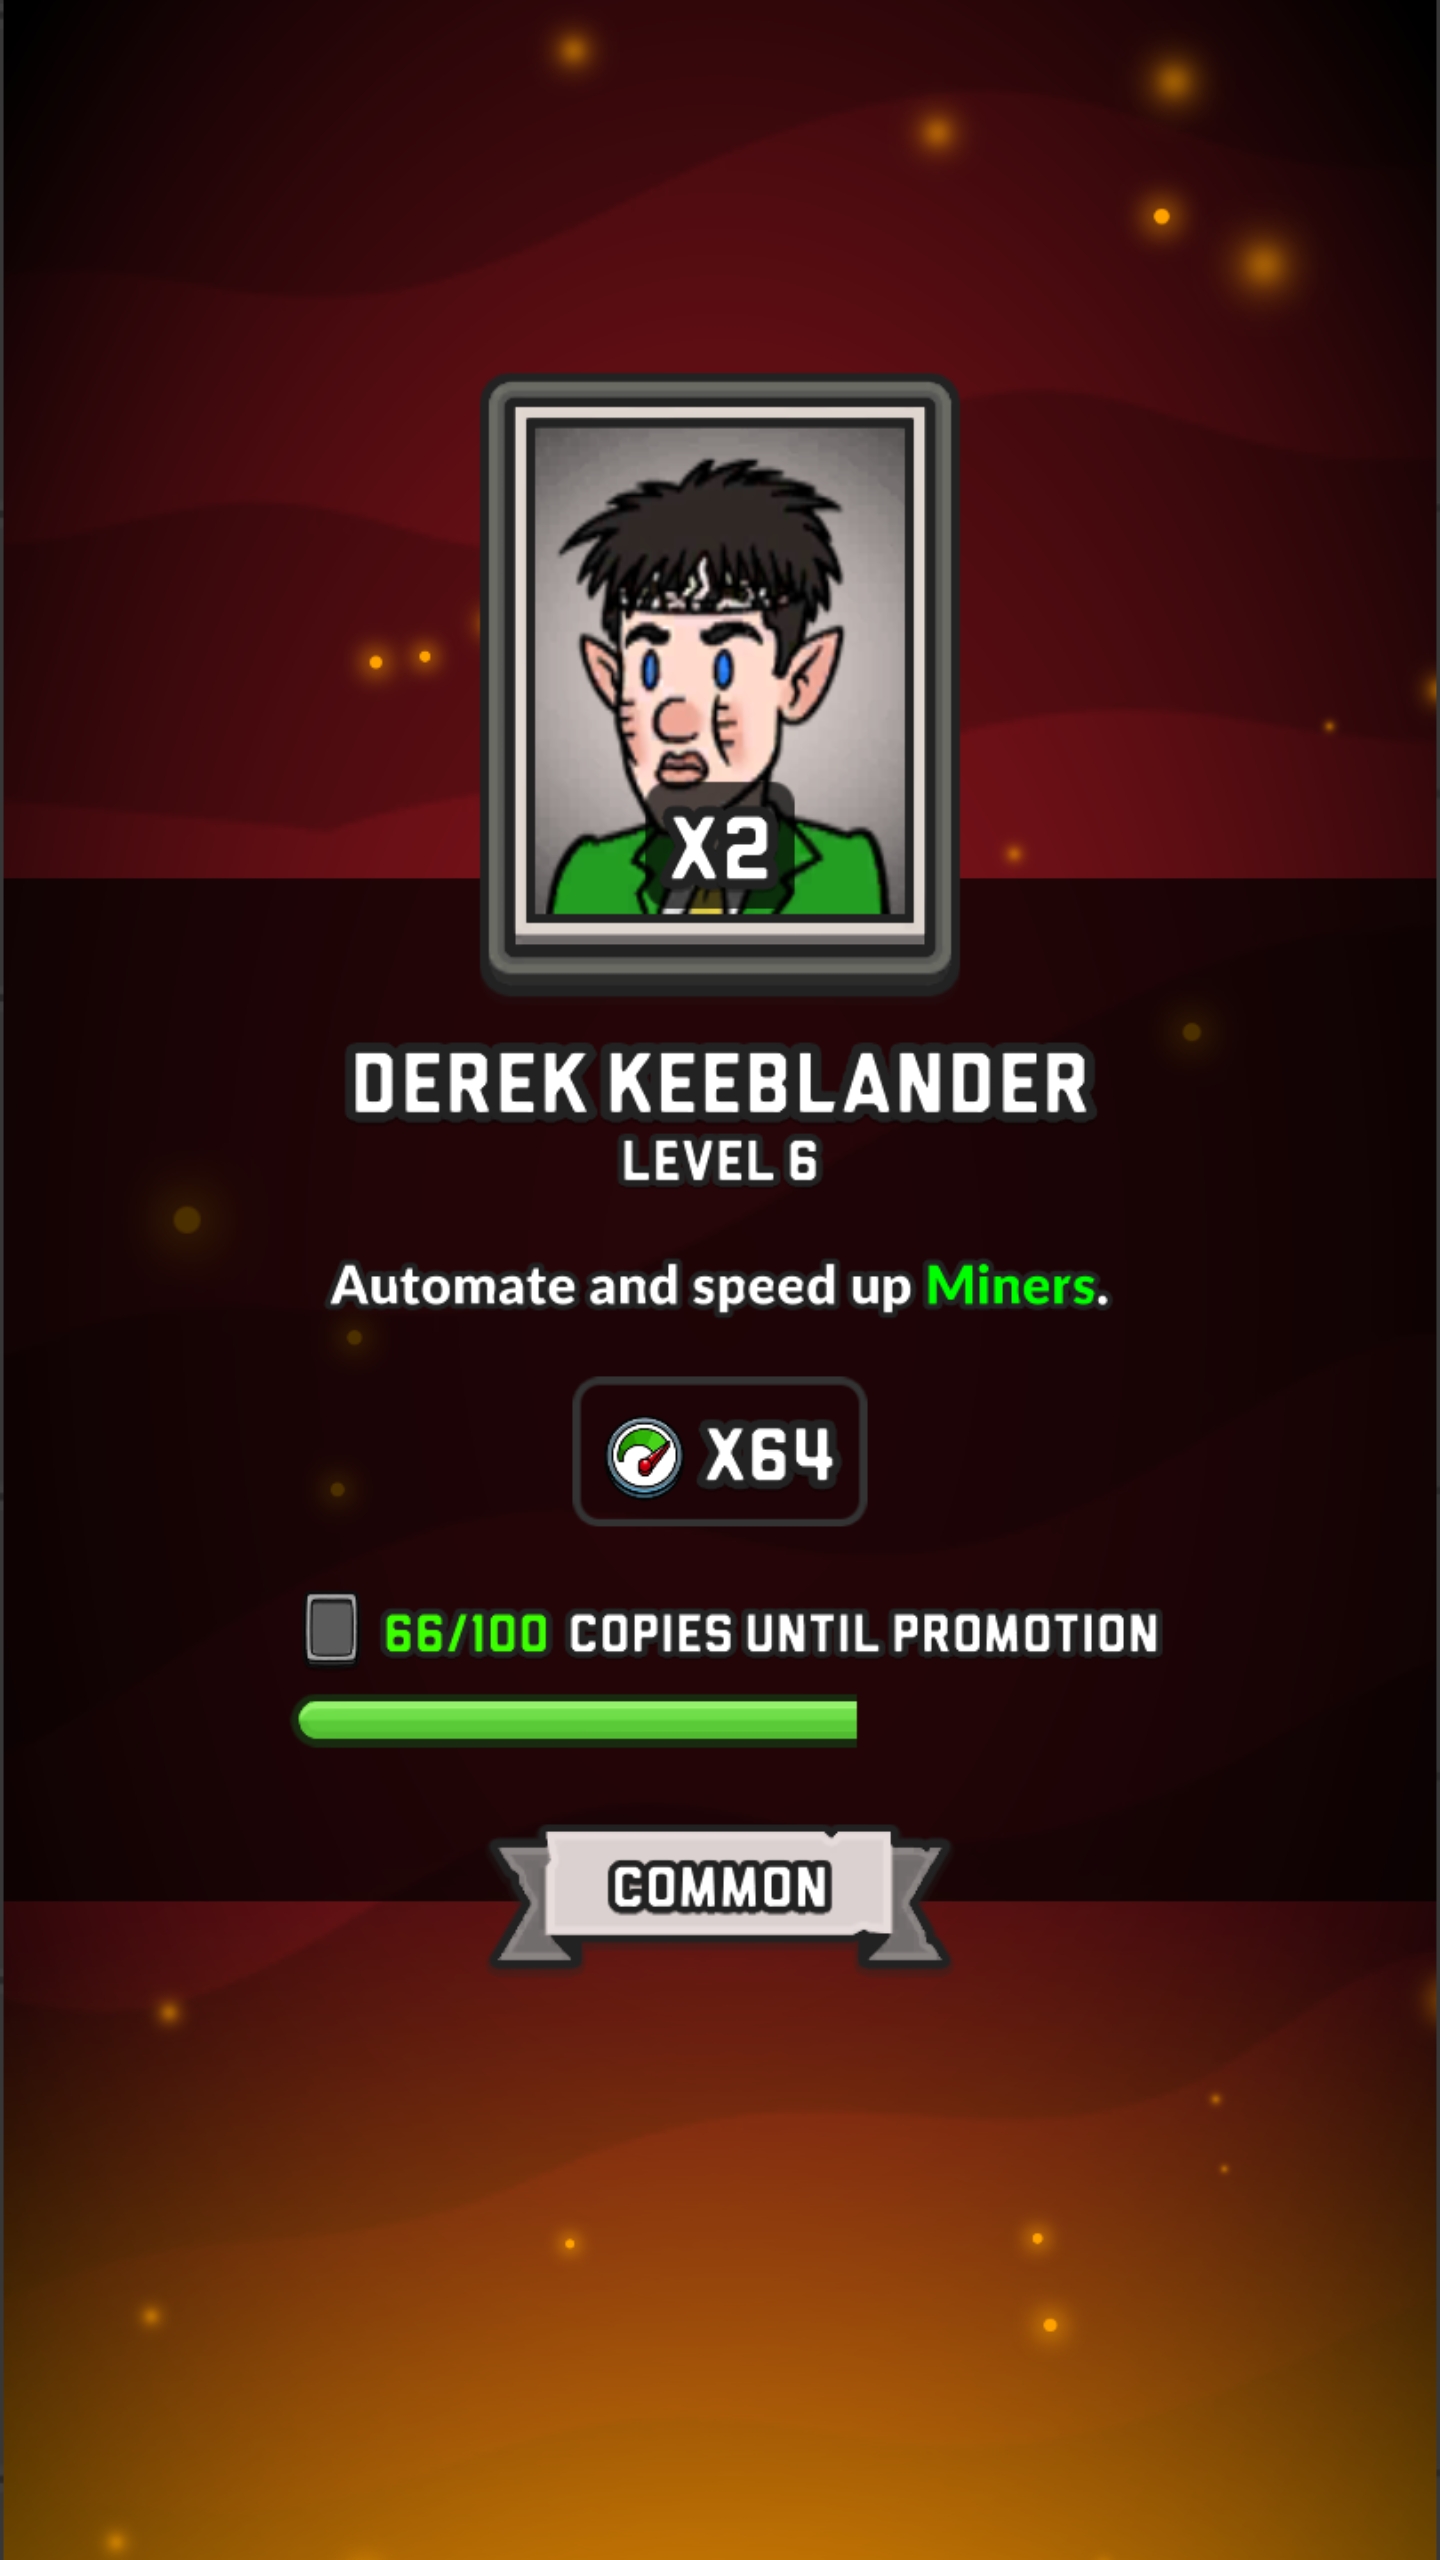 X2
DEREK KEEBLANDER
LEVEL 6
Automate and speed up Miners.
X64
66/100 COPIES UNTIL PROMOTION
COMMON